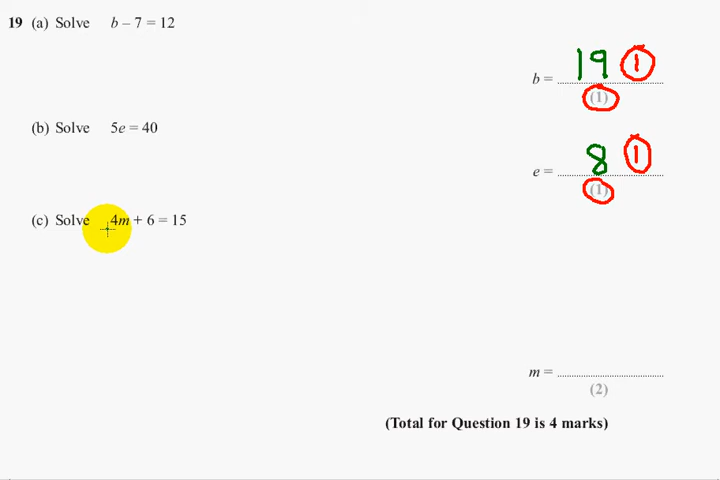 19 (a) Solve b – 7 = 12
b = 19 1
(1)
(b) Solve 5e = 40
e = 8 1
(1)
(c) Solve 4m + 6 = 15
m =
(2)
(Total for Question 19 is 4 marks)